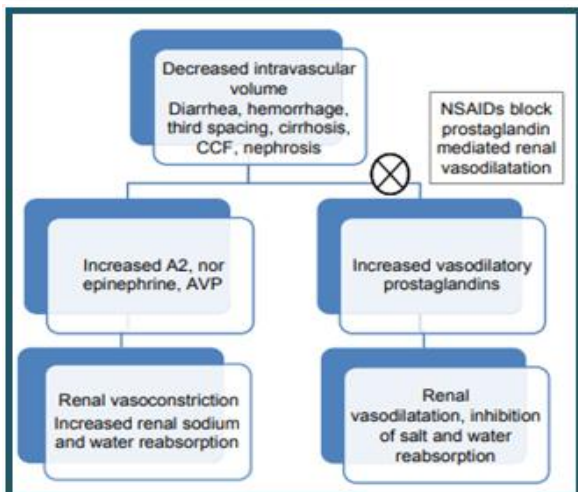 Decreased intravascular
volume
Diarrhea, hemorrhage,
third spacing, cirrhosis,
CCF, nephrosis
NSAIDs block
prostaglandin
mediated renal
vasodilatation
Increased A2, nor
epinephrine, AVP
Increased vasodilatory
prostaglandins
Renal vasoconstriction
Increased renal sodium
and water reabsorption
Renal
vasodilatation, inhibition
of salt and water
reabsorption